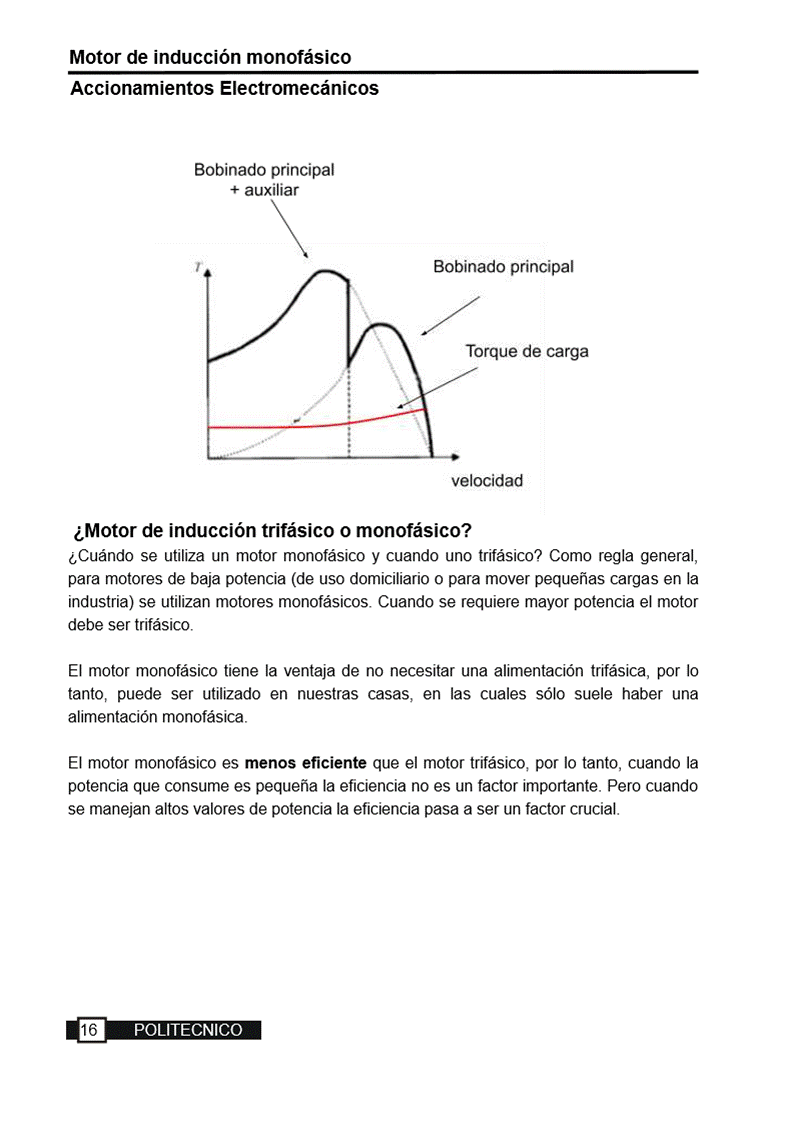 Motor de inducción monofásico
Accionamientos Electromecánicos
Bobinado principal
+ auxiliar
T
Bobinado principal
Torque de carga
velocidad
¿Motor de inducción trifásico o monofásico?
¿Cuándo se utiliza un motor monofásico y cuando uno trifásico? Como regla general,
para motores de baja potencia (de uso domiciliario o para mover pequeñas cargas en la
industria) se utilizan motores monofásicos. Cuando se requiere mayor potencia el motor
debe ser trifásico.
El motor monofásico tiene la ventaja de no necesitar una alimentación trifásica, por lo
tanto, puede ser utilizado en nuestras casas, en las cuales sólo suele haber una
alimentación monofásica.
El motor monofásico es menos eficiente que el motor trifásico, por lo tanto, cuando la
potencia que consume es pequeña la eficiencia no es un factor importante. Pero cuando
se manejan altos valores de potencia la eficiencia pasa a ser un factor crucial.
16 POLITECNICO